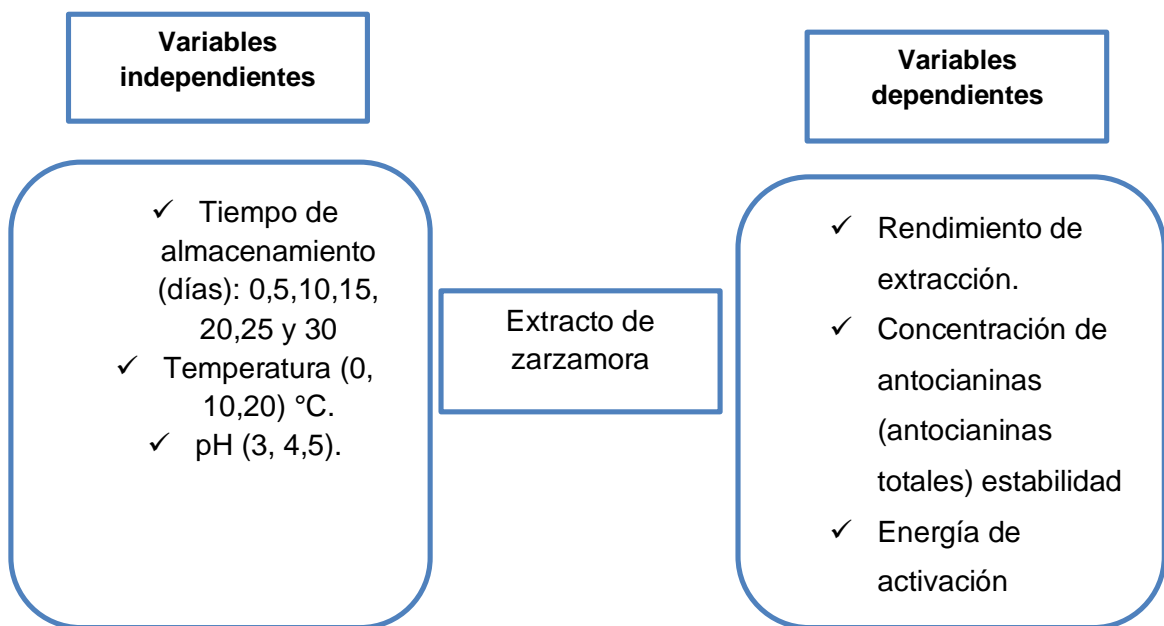 Variables
independientes
Variables
dependientes
✓ Tiempo de
almacenamiento
(días): 0,5,10,15,
20,25 y 30
✓ Temperatura (0,
10,20) °C.
✓ pH (3, 4,5).
Extracto de
zarzamora
✓ Rendimiento de
extracción.
✓ Concentración de
antocianinas
(antocianinas
totales) estabilidad
✓ Energía de
activación